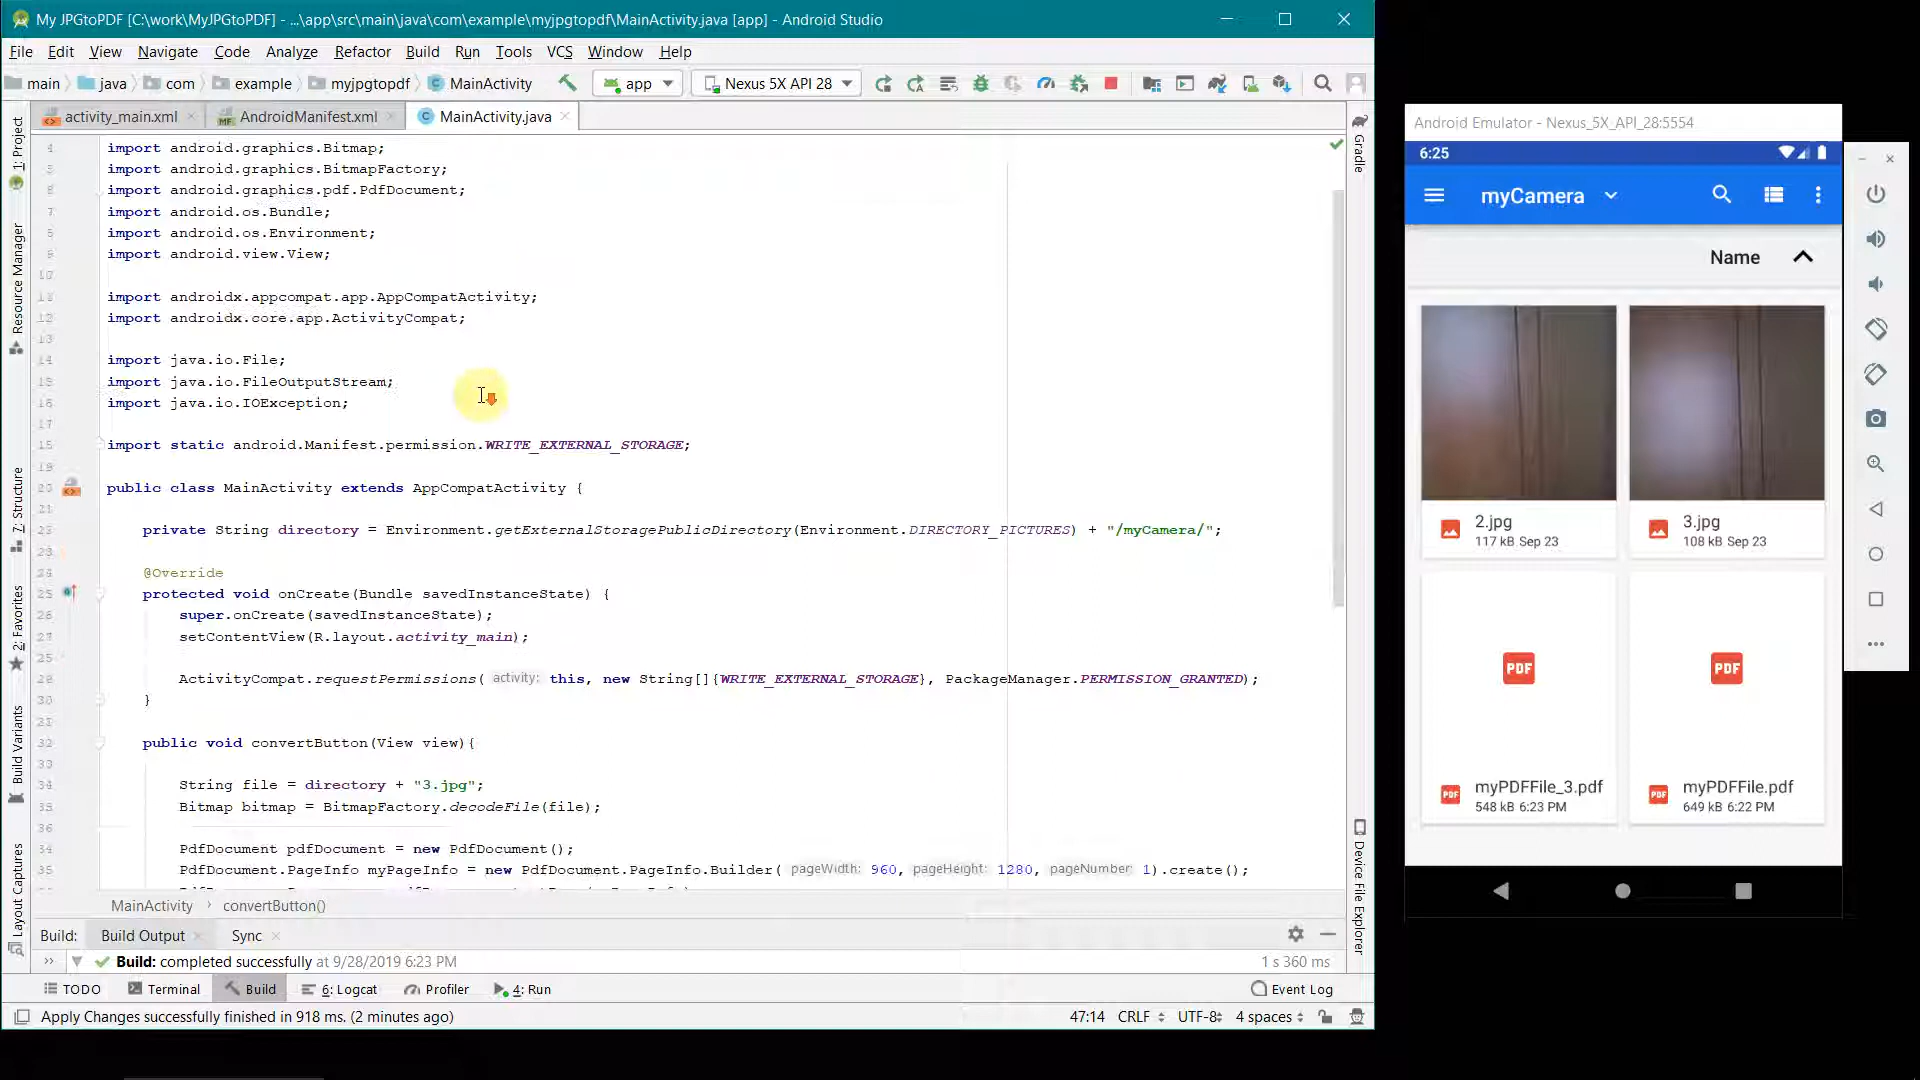 My JPGtoPDF [C:\work\MyJPGtoPDF] - ...\app\src\main\java\com\example\myjpgtopdf\MainActivity.java [app] - Android Studio
File Edit View Navigate Code Analyze Refactor Build Run Tools VCS Window Help
main java com example myjpgtopdf MainActivity app Nexus 5X API 28
activity_main.xml AndroidManifest.xml MainActivity.java
import android.graphics.Bitmap;
import android.graphics.BitmapFactory;
import android.graphics.pdf.PdfDocument;
import android.os.Bundle;
import android.os.Environment;
import android.view.View;
import androidx.appcompat.app.AppCompatActivity;
import androidx.core.app.ActivityCompat;
import java.io.File;
import java.io.FileOutputStream;
import java.io.IOException;
import static android.Manifest.permission.WRITE_EXTERNAL_STORAGE;
public class MainActivity extends AppCompatActivity {
private String directory = Environment.getExternalStoragePublicDirectory(Environment.DIRECTORY_PICTURES) + "/myCamera/";
@Override
protected void onCreate(Bundle savedInstanceState) {
super.onCreate(savedInstanceState);
setContentView(R.layout.activity_main);
ActivityCompat.requestPermissions( activity: this, new String[]{WRITE_EXTERNAL_STORAGE}, PackageManager.PERMISSION_GRANTED);
}
public void convertButton(View view){
String file = directory + "3.jpg";
Bitmap bitmap = BitmapFactory.decodeFile(file);
PdfDocument pdfDocument = new PdfDocument();
PdfDocument.PageInfo myPageInfo = new PdfDocument.PageInfo.Builder( pageWidth: 960, pageHeight: 1280, pageNumber: 1).create();
MainActivity › convertButton()
Build: Build Output Sync
Build: completed successfully at 9/28/2019 6:23 PM 1 s 360 ms
TODO Terminal Build 6: Logcat Profiler 4: Run Event Log
Apply Changes successfully finished in 918 ms. (2 minutes ago) 47:14 CRLF UTF-8 4 spaces
1: Project
Resource Manager
7: Structure
2: Favorites
Build Variants
Layout Captures
Gradle
Device File Explorer
Android Emulator - Nexus_5X_API_28:5554
6:25
myCamera
Name
2.jpg
117 kB Sep 23
3.jpg
108 kB Sep 23
PDF
PDF
PDF myPDFFile_3.pdf
548 kB 6:23 PM
PDF myPDFFile.pdf
649 kB 6:22 PM